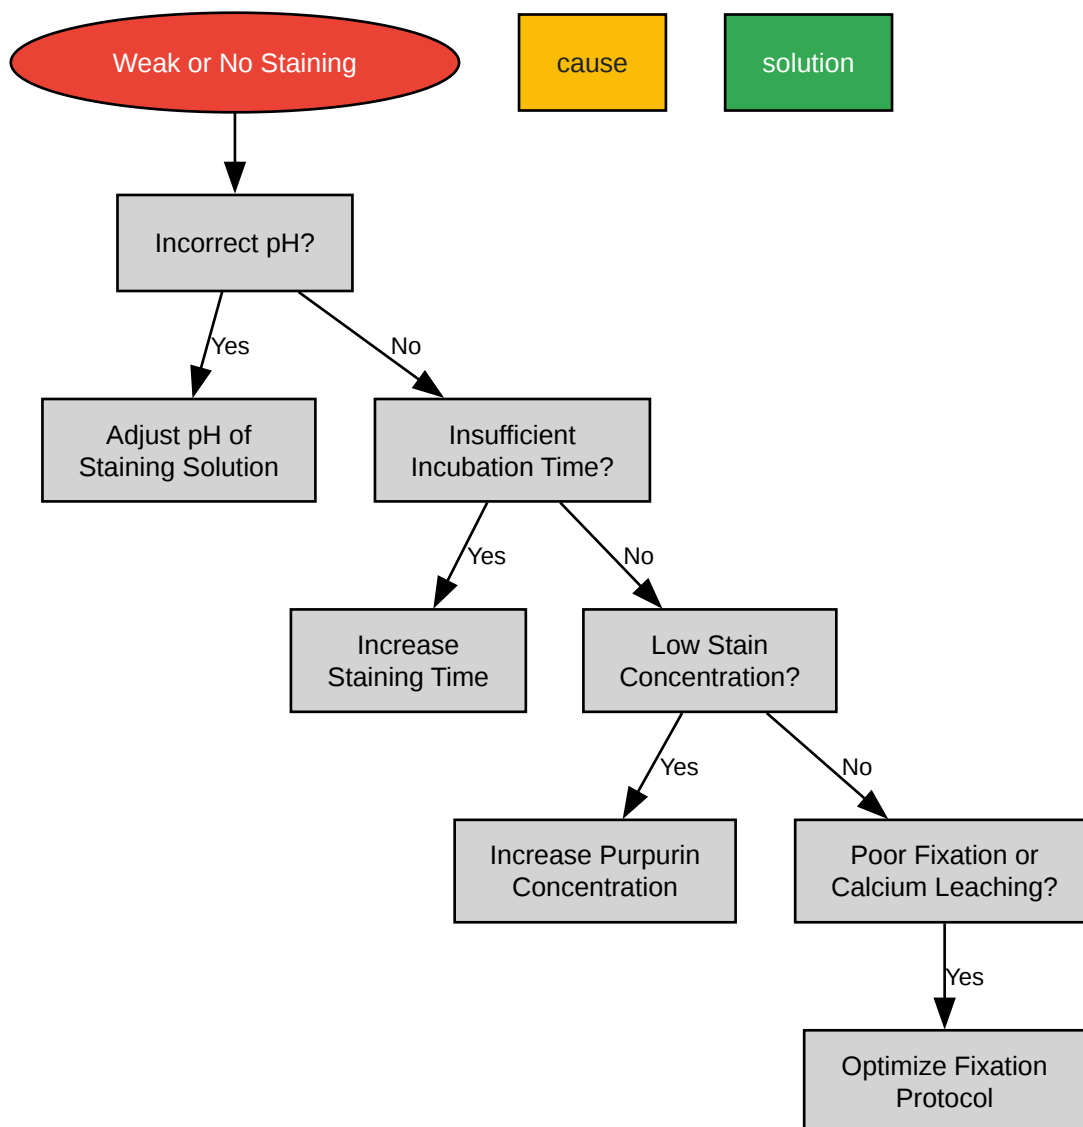 Weak or No Staining
cause
solution
Incorrect pH?
Yes
No
Adjust pH of
Staining Solution
Insufficient
Incubation Time?
Yes
No
Increase
Staining Time
Low Stain
Concentration?
Yes
No
Increase Purpurin
Concentration
Poor Fixation or
Calcium Leaching?
Yes
Optimize Fixation
Protocol